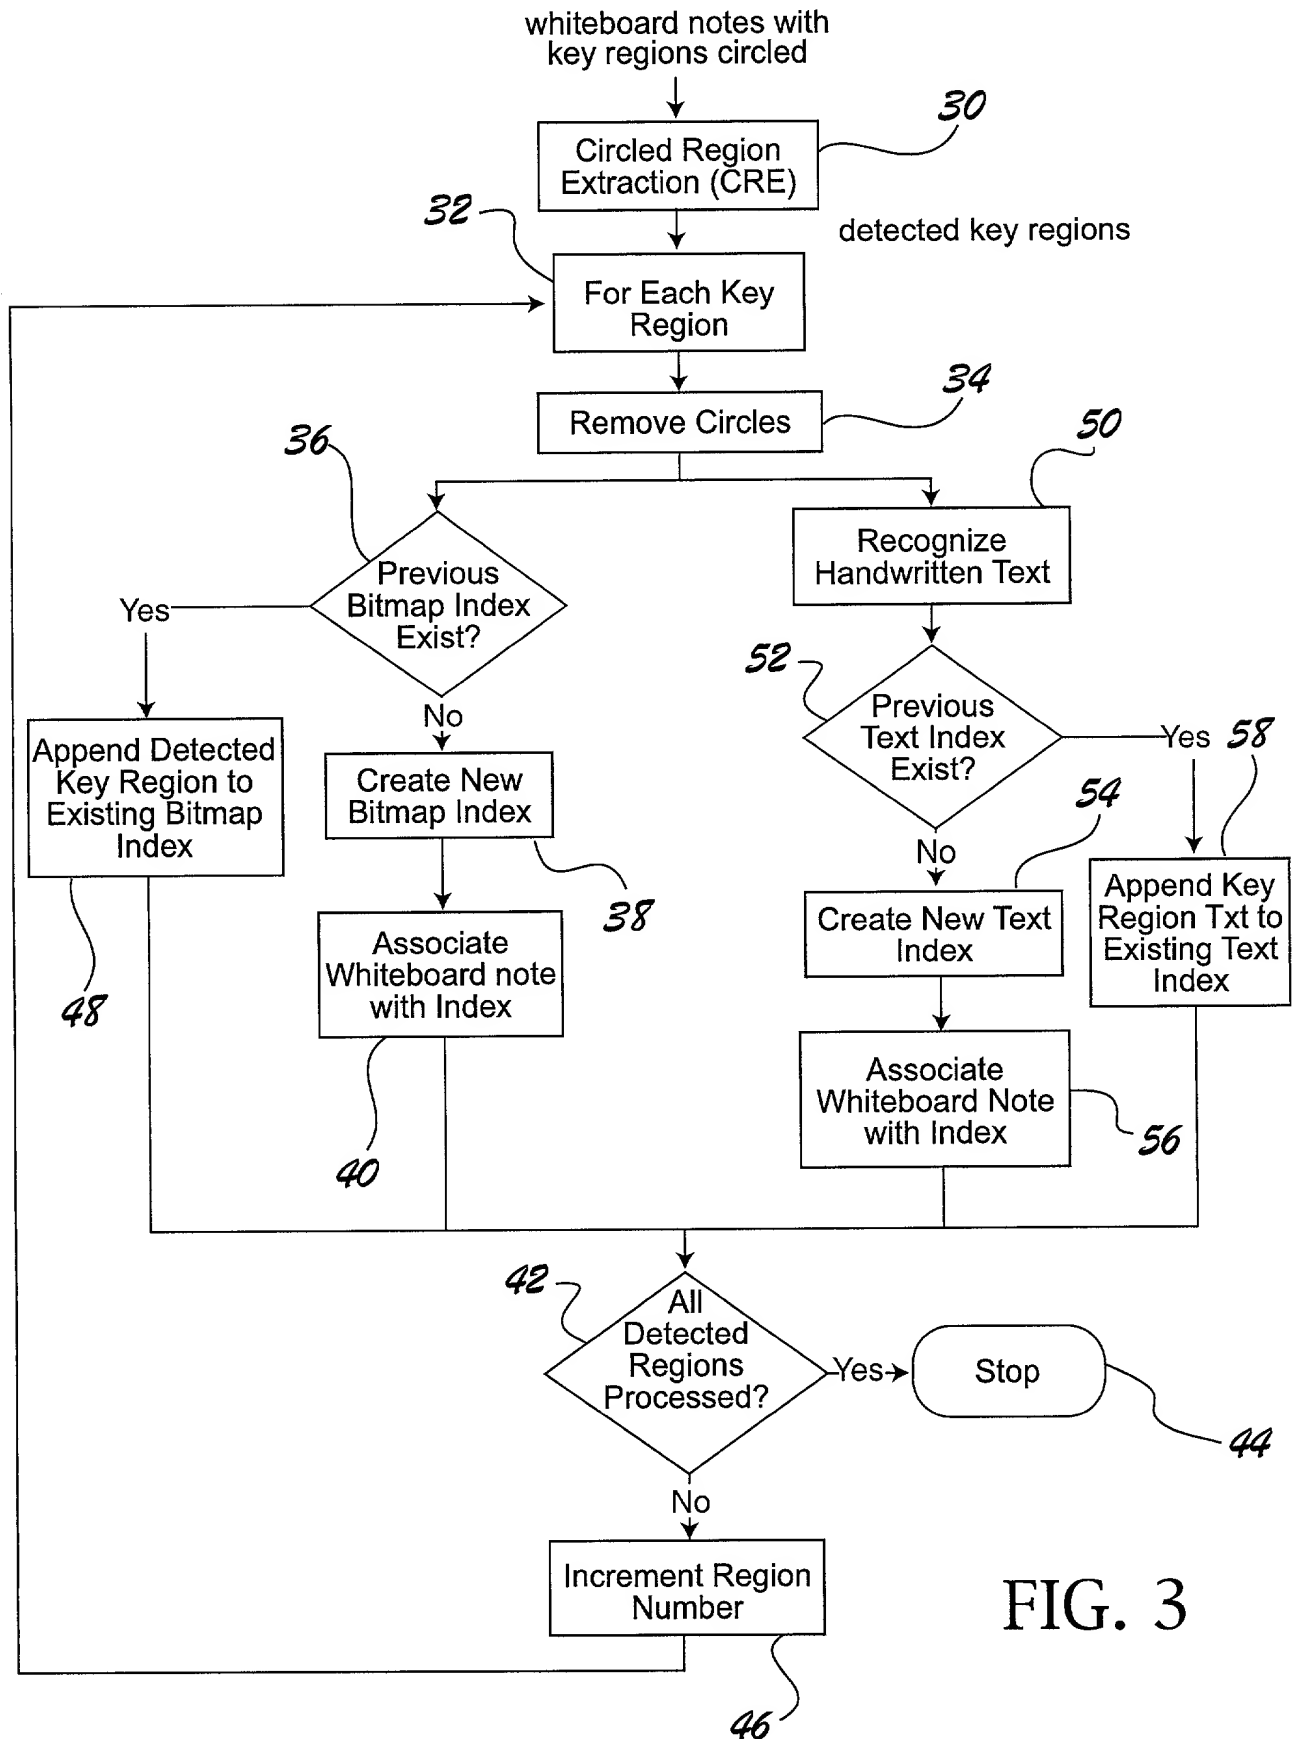 whiteboard notes with
key regions circled
30
Circled Region
Extraction (CRE)
32
detected key regions
For Each Key
Region
34
Remove Circles
36
50
Recognize
Handwritten Text
Previous
Bitmap Index
Exist?
Yes
52
Previous
Text Index
Exist?
Yes
58
No
Append Detected
Key Region to
Existing Bitmap
Index
Create New
Bitmap Index
54
No
38
Append Key
Region Txt to
Existing Text
Index
Create New Text
Index
Associate
Whiteboard note
with Index
48
Associate
Whiteboard Note
with Index
56
40
42
All
Detected
Regions
Processed?
Yes
Stop
44
No
Increment Region
Number
FIG. 3
46